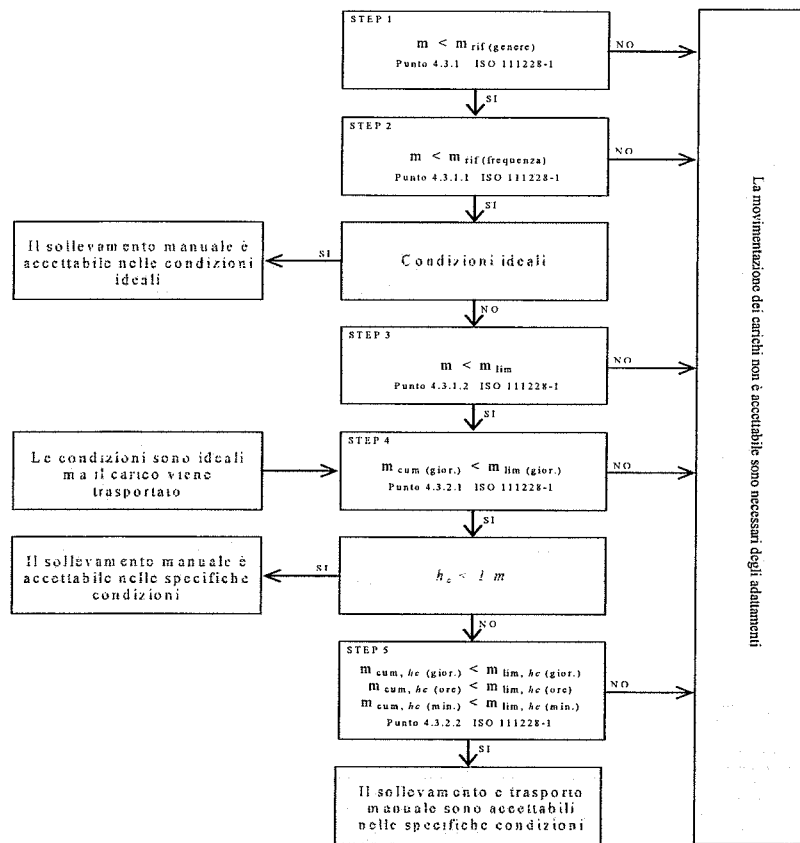 STEP 1
m < m rif (genere)
Punto 4.3.1 ISO 111228-1
NO
SI
STEP 2
m < m rif (frequenza)
Punto 4.3.1.1 ISO 111228-1
NO
SI
Il sollevamento manuale è
accettabile nelle condizioni
ideali
SI
Condizioni ideali
NO
STEP 3
m < m lim
Punto 4.3.1.2 ISO 111228-1
NO
SI
Le condizioni sono ideali
ma il carico viene
trasportato
STEP 4
m cum (gior.) < m lim (gior.)
Punto 4.3.2.1 ISO 111228-1
NO
SI
Il sollevamento manuale è
accettabile nelle specifiche
condizioni
SI
h c < 1 m
NO
STEP 5
m cum, hc (gior.) < m lim, hc (gior.)
m cum, hc (ore) < m lim, hc (ore)
m cum, hc (min.) < m lim, hc (min.)
Punto 4.3.2.2 ISO 111228-1
NO
SI
Il sollevamento e trasporto
manuale sono accettabili
nelle specifiche condizioni
La movimentazione dei carichi non è accettabile sono necessari degli adattamenti